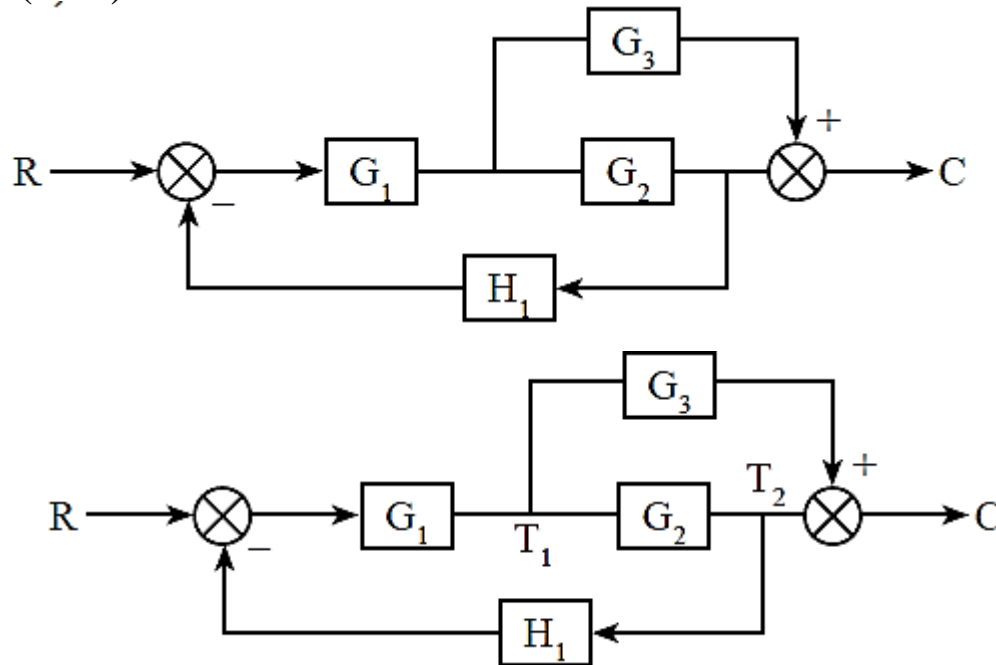 G₃
+
R G₁ G₂ C
−
H₁
G₃
T₂ +
R G₁ G₂ C
− T₁
H₁